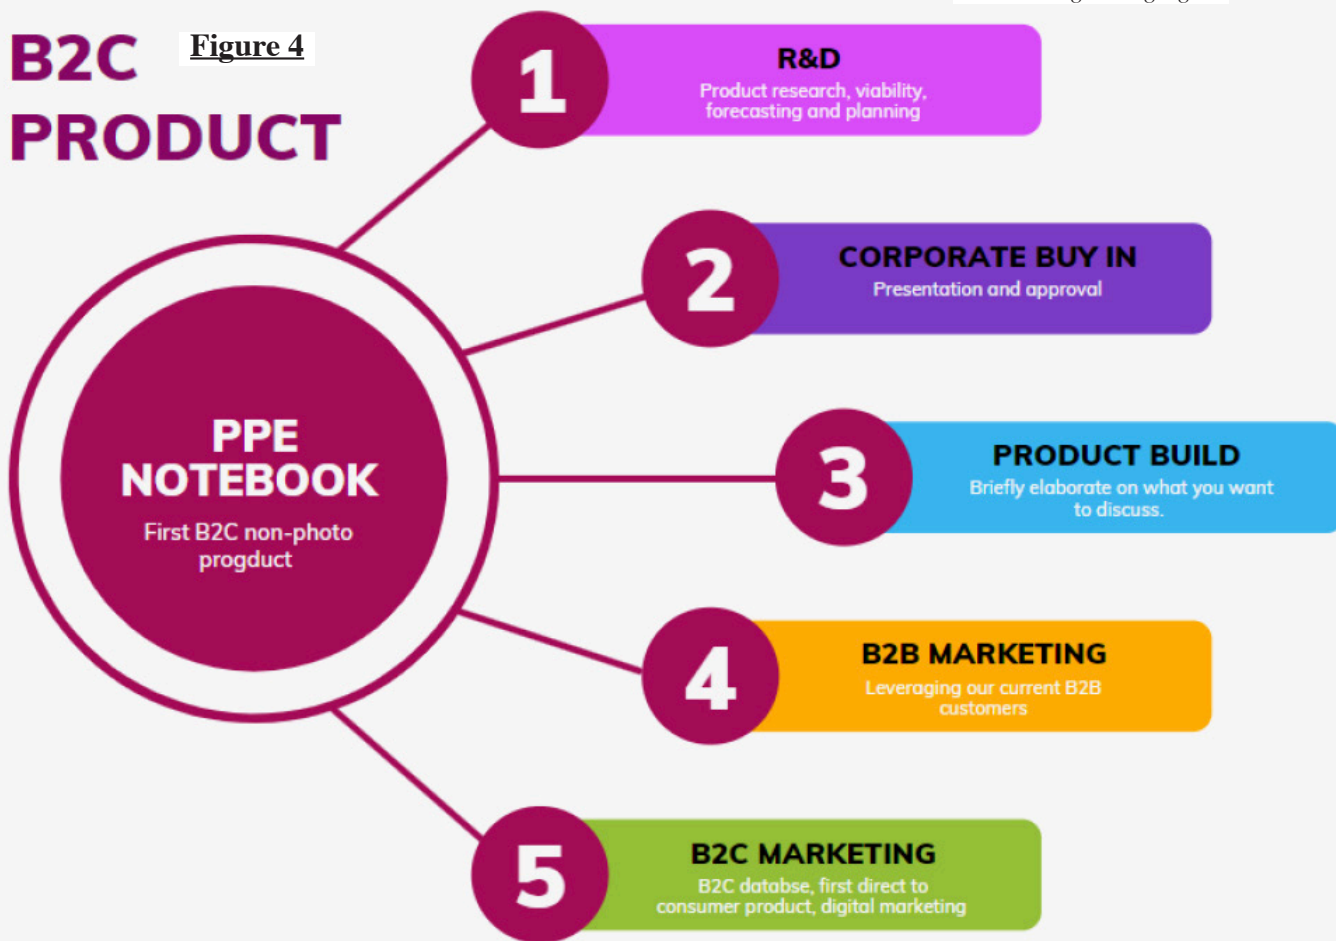 B2C
PRODUCT
Figure 4
1
R&D
Product research, viability,
forecasting and planning
2
CORPORATE BUY IN
Presentation and approval
PPE
NOTEBOOK
First B2C non-photo
progduct
3
PRODUCT BUILD
Briefly elaborate on what you want
to discuss.
4
B2B MARKETING
Leveraging our current B2B
customers
5
B2C MARKETING
B2C databse, first direct to
consumer product, digital marketing